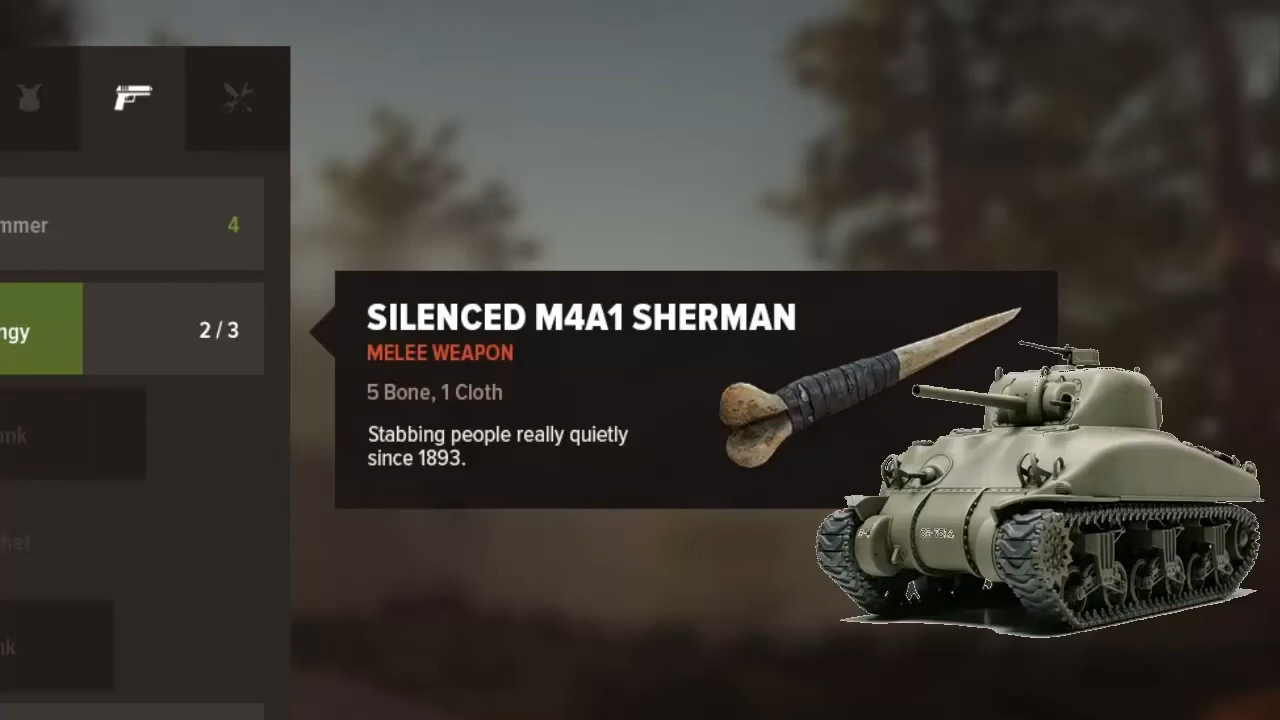 mmer
4
ngy
2 / 3
SILENCED M4A1 SHERMAN
MELEE WEAPON
5 Bone, 1 Cloth
Stabbing people really quietly
since 1893.
nk